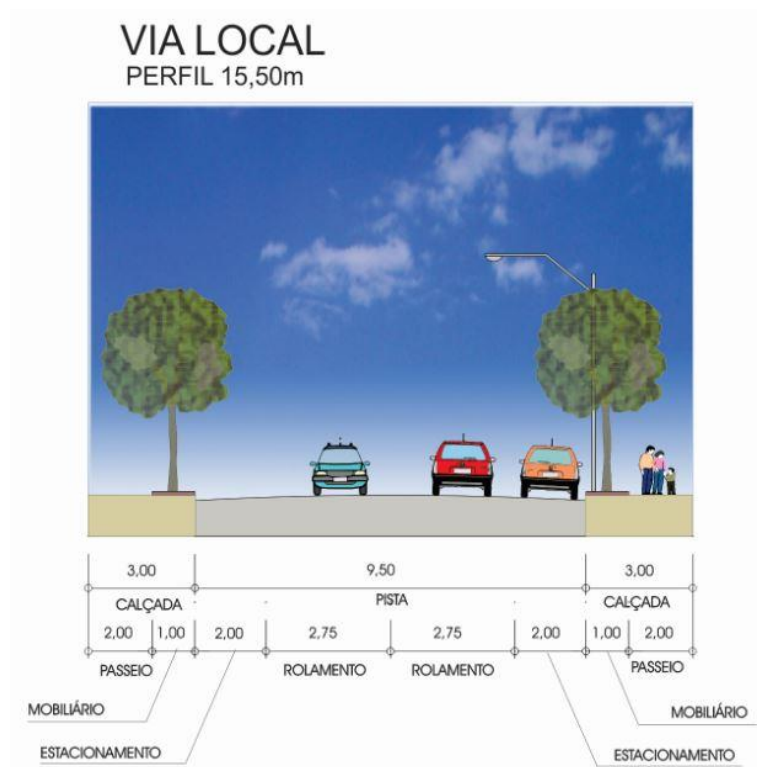 VIA LOCAL
PERFIL 15,50m
3,00 9,50 3,00
CALÇADA PISTA CALÇADA
2,00 1,00 2,00 2,75 2,75 2,00 1,00 2,00
PASSEIO ROLAMENTO ROLAMENTO PASSEIO
MOBILIÁRIO MOBILIÁRIO
ESTACIONAMENTO ESTACIONAMENTO